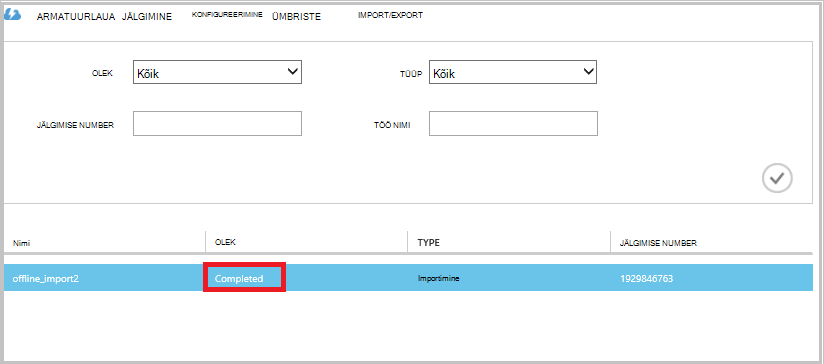 ARMATUURLAUA JÄLGIMINE KONFIGUREERIMINE ÜMBRISTE IMPORT/EXPORT
OLEK Kõik TÜÜP Kõik
JÄLGIMISE NUMBER TÖÖ NIMI
Nimi OLEK TYPE JÄLGIMISE NUMBER
offline_import2 Completed Importimine 1929846763